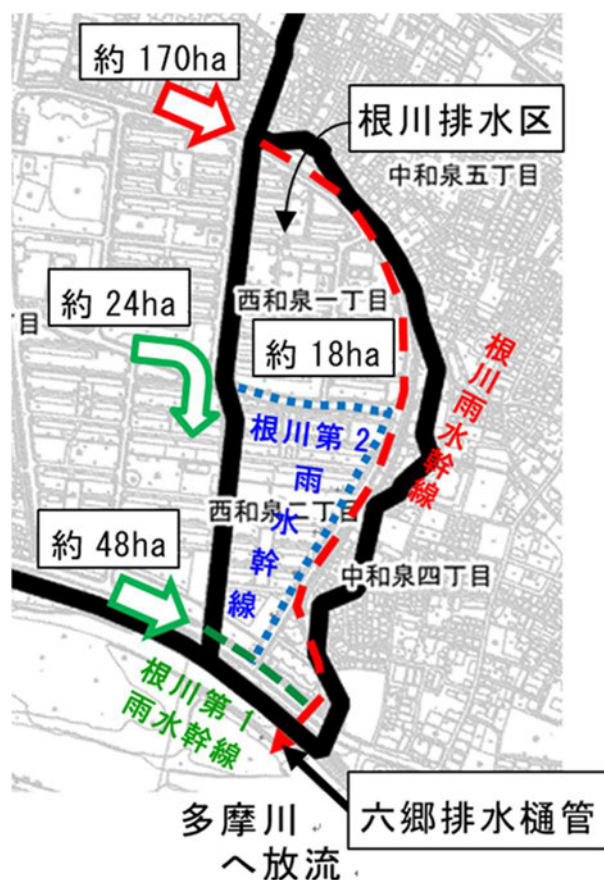 約 170ha
根川排水区
中和泉五丁目
約 24ha
目
西和泉一丁目
約 18ha
根川雨水幹線
根川第2
雨水幹線
西和泉二丁目
約 48ha
中和泉四丁目
根川第1
雨水幹線
六郷排水樋管
多摩川
へ放流